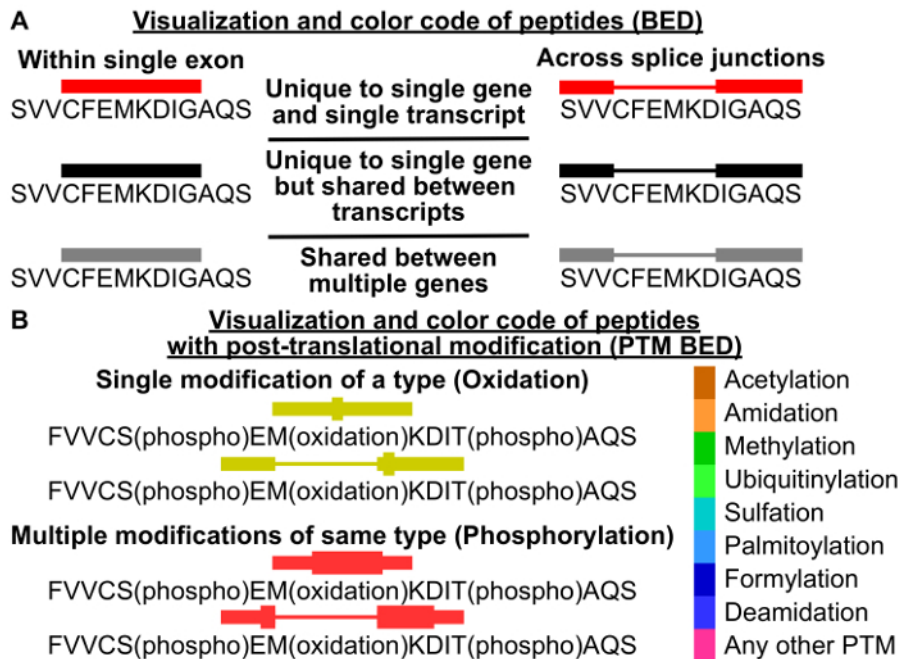 A
Visualization and color code of peptides (BED)
Within single exon
Across splice junctions
SVVCFEMKDIGAQS
Unique to single gene
and single transcript
SVVCFEMKDIGAQS
SVVCFEMKDIGAQS
Unique to single gene
but shared between
transcripts
SVVCFEMKDIGAQS
SVVCFEMKDIGAQS
Shared between
multiple genes
SVVCFEMKDIGAQS
B
Visualization and color code of peptides
with post-translational modification (PTM BED)
Single modification of a type (Oxidation)
FVVCS(phospho)EM(oxidation)KDIT(phospho)AQS
FVVCS(phospho)EM(oxidation)KDIT(phospho)AQS
Multiple modifications of same type (Phosphorylation)
FVVCS(phospho)EM(oxidation)KDIT(phospho)AQS
FVVCS(phospho)EM(oxidation)KDIT(phospho)AQS
Acetylation
Amidation
Methylation
Ubiquitinylation
Sulfation
Palmitoylation
Formylation
Deamidation
Any other PTM